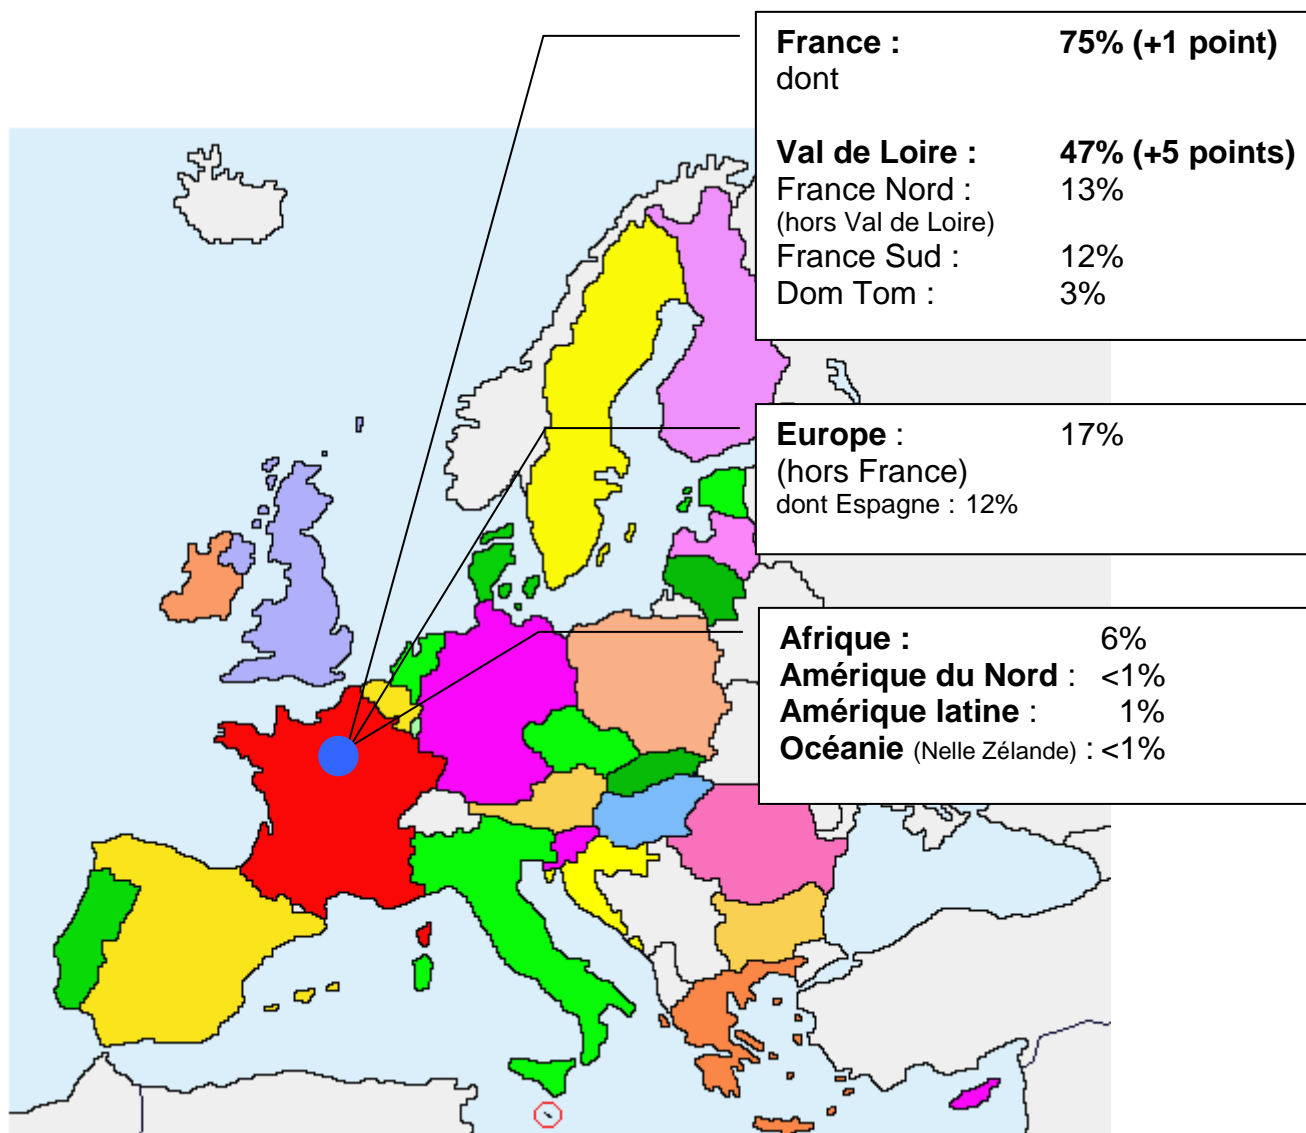 France : 75% (+1 point)
dont
Val de Loire : 47% (+5 points)
France Nord : 13%
(hors Val de Loire)
France Sud : 12%
Dom Tom : 3%
Europe : 17%
(hors France)
dont Espagne : 12%
Afrique : 6%
Amérique du Nord : <1%
Amérique latine : 1%
Océanie (Nelle Zélande) : <1%